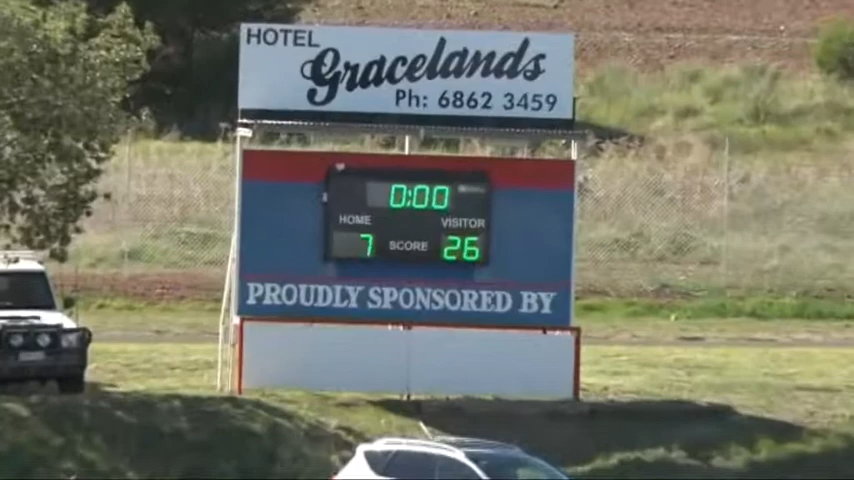 HOTEL
Gracelands
Ph: 6862 3459
0:00
HOME VISITOR
7 SCORE 26
PROUDLY SPONSORED BY